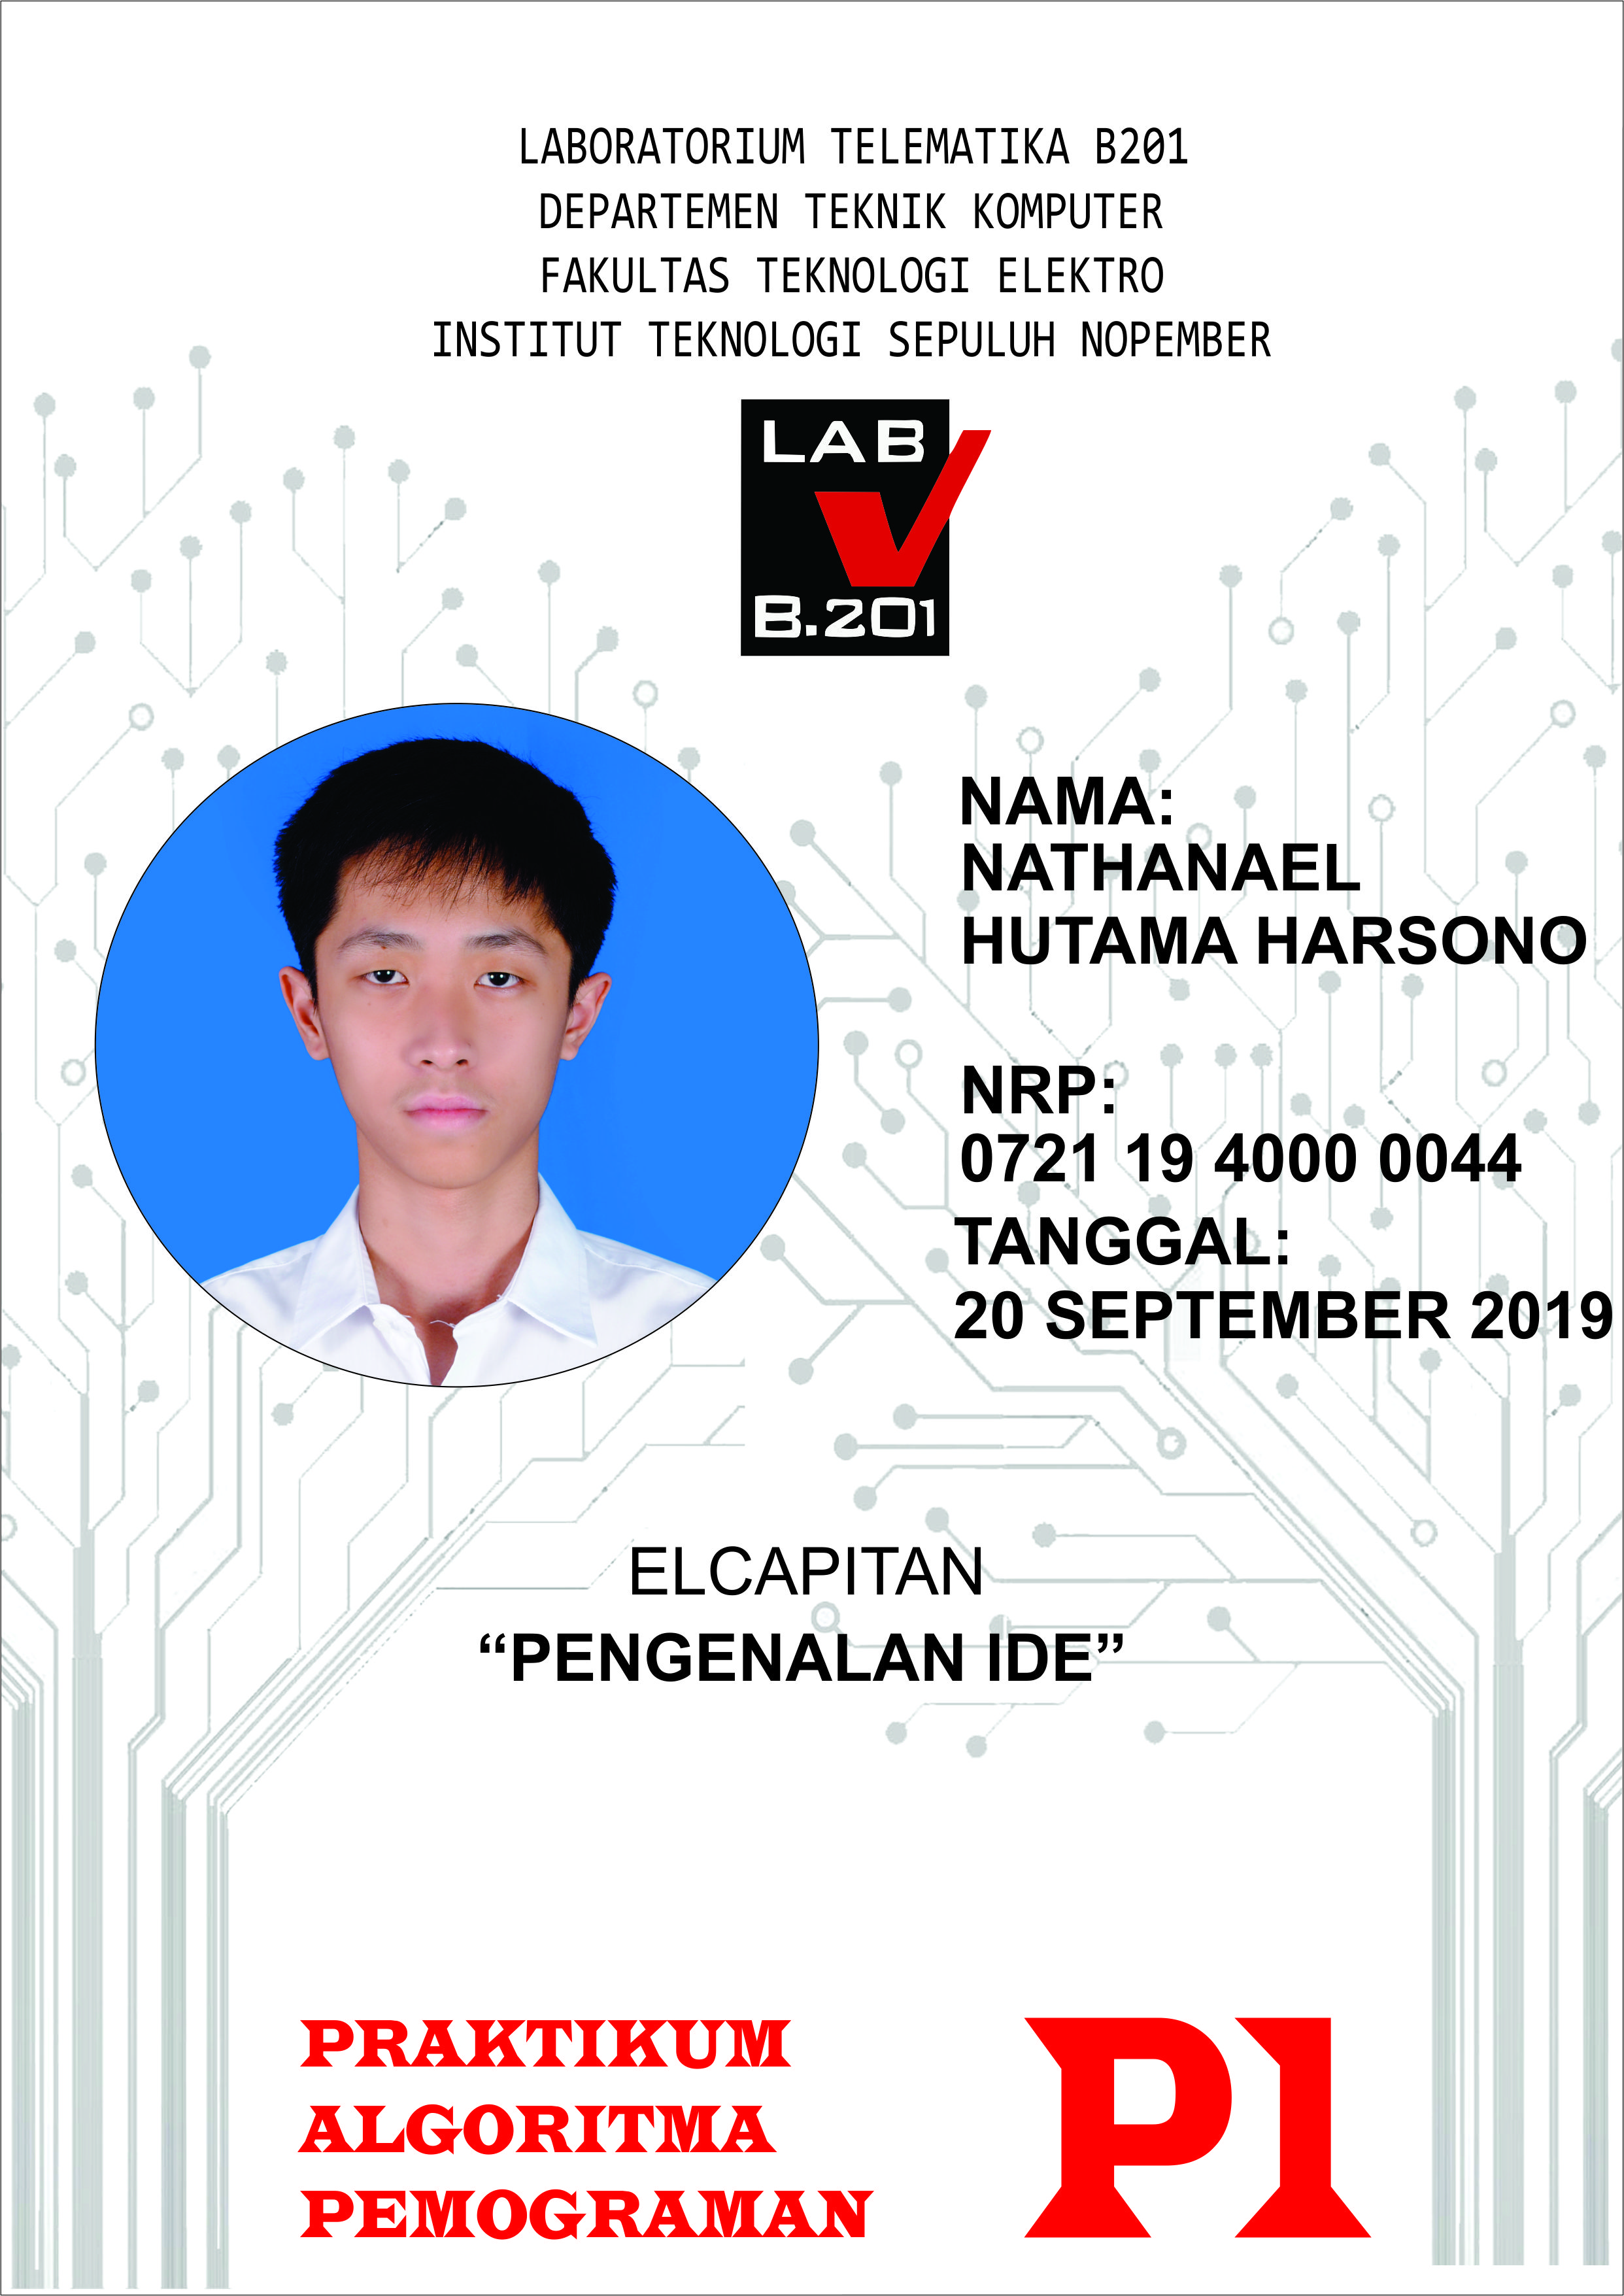 LABORATORIUM TELEMATIKA B201
DEPARTEMEN TEKNIK KOMPUTER
FAKULTAS TEKNOLOGI ELEKTRO
INSTITUT TEKNOLOGI SEPULUH NOPEMBER
LAB
B.201
NAMA:
NATHANAEL
HUTAMA HARSONO
NRP:
0721 19 4000 0044
TANGGAL:
20 SEPTEMBER 2019
ELCAPITAN
“PENGENALAN IDE”
PRAKTIKUM
ALGORITMA
PEMOGRAMAN
P1